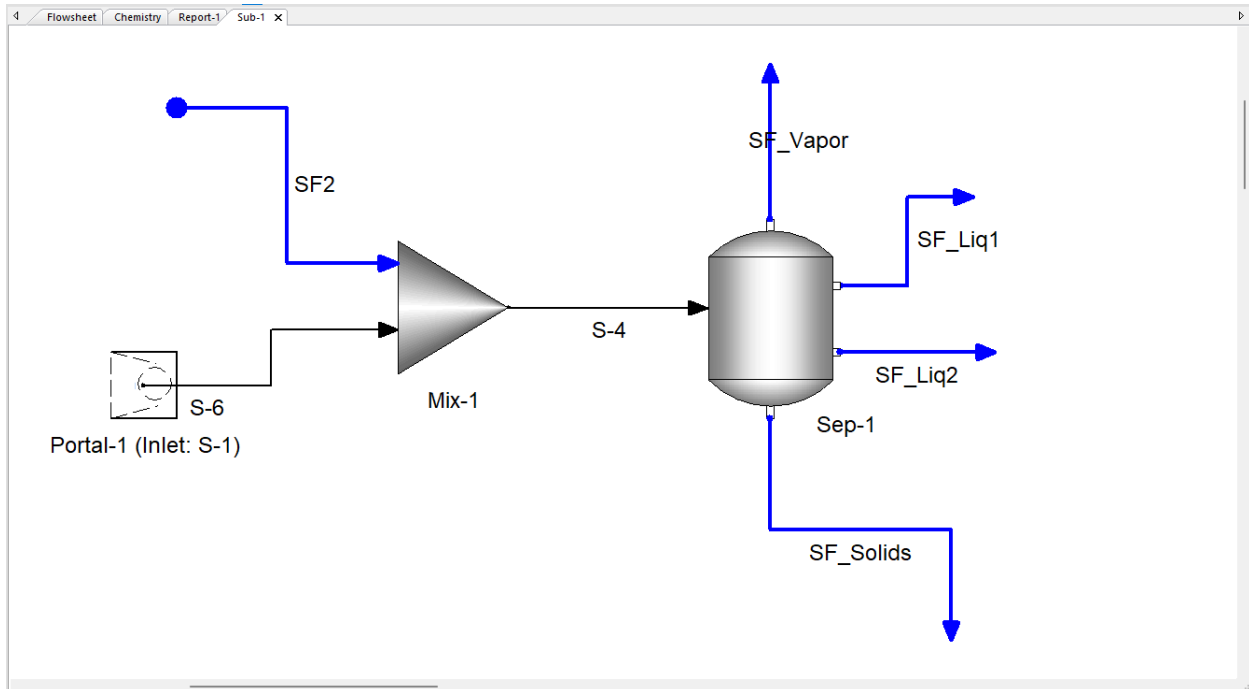 Flowsheet
Chemistry
Report-1
Sub-1
SF_Vapor
SF2
SF_Liq1
S-4
SF_Liq2
Mix-1
S-6
Sep-1
Portal-1 (Inlet: S-1)
SF_Solids